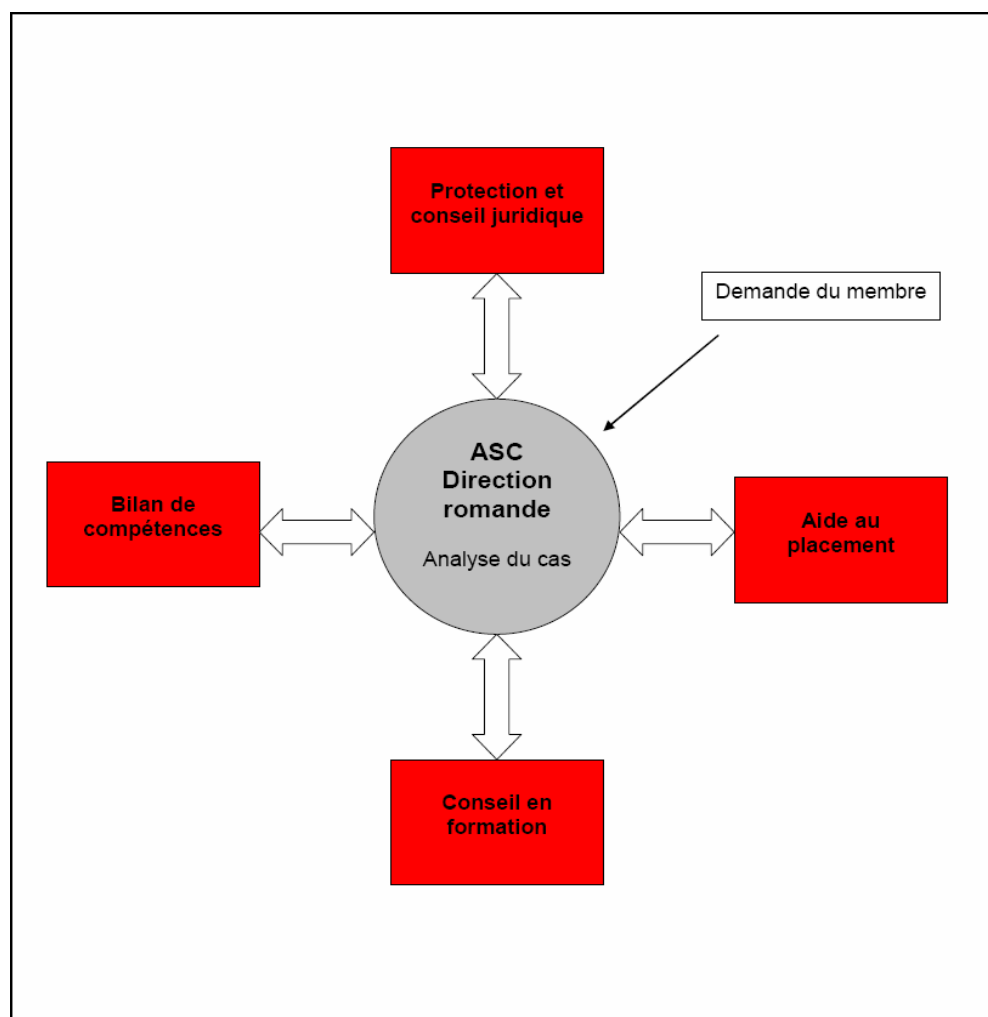 Protection et
conseil juridique
Demande du membre
ASC
Direction
romande
Analyse du cas
Bilan de
compétences
Aide au
placement
Conseil en
formation